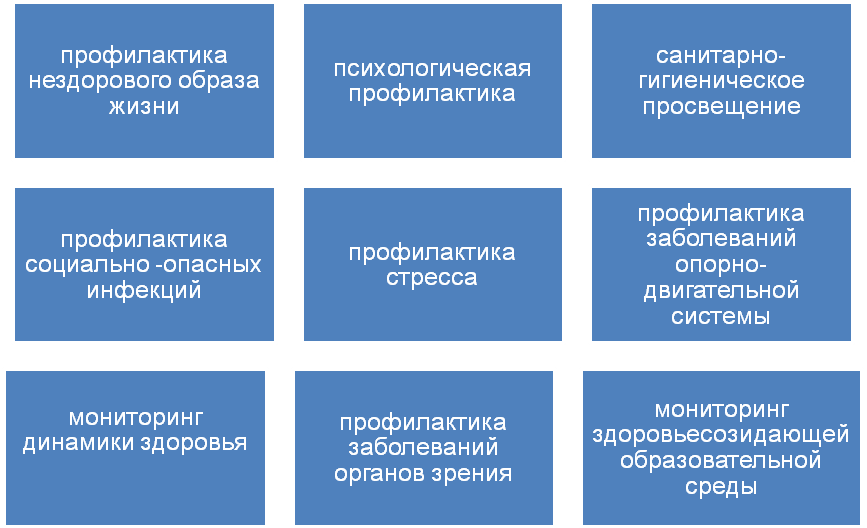 профилактика
нездорового образа
жизни
психологическая
профилактика
санитарно-
гигиеническое
просвещение
профилактика
социально -опасных
инфекций
профилактика
стресса
профилактика
заболеваний
опорно-
двигательной
системы
мониторинг
динамики здоровья
профилактика
заболеваний
органов зрения
мониторинг
здоровьесозидающей
образовательной
среды